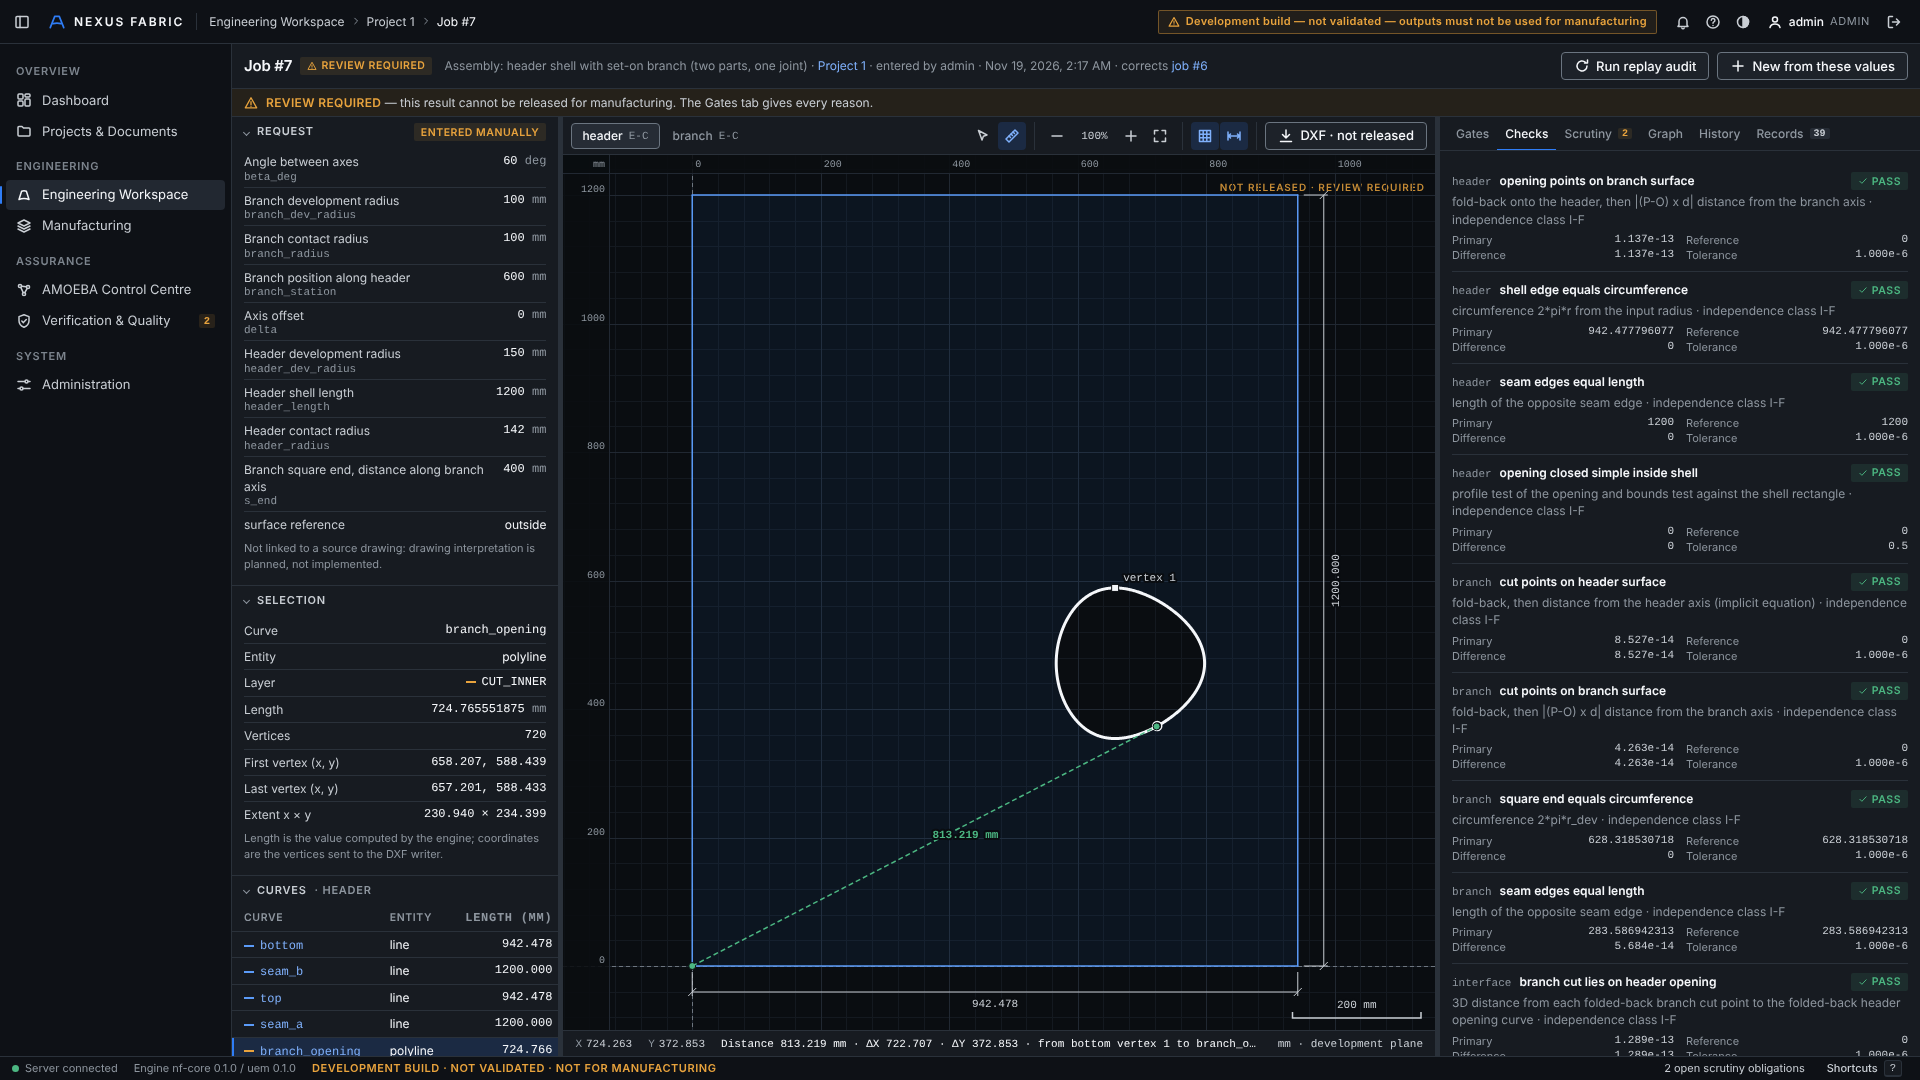 NEXUS FABRIC
Engineering Workspace > Project 1 > Job #7
Development build — not validated — outputs must not be used for manufacturing
admin ADMIN
OVERVIEW
Dashboard
Projects & Documents
ENGINEERING
Engineering Workspace
Manufacturing
ASSURANCE
AMOEBA Control Centre
Verification & Quality 2
SYSTEM
Administration
Job #7 REVIEW REQUIRED Assembly: header shell with set-on branch (two parts, one joint) · Project 1 · entered by admin · Nov 19, 2026, 2:17 AM · corrects job #6
Run replay audit
New from these values
REVIEW REQUIRED — this result cannot be released for manufacturing. The Gates tab gives every reason.
REQUEST ENTERED MANUALLY
Angle between axes 60 deg
beta_deg
Branch development radius 100 mm
branch_dev_radius
Branch contact radius 100 mm
branch_radius
Branch position along header 600 mm
branch_station
Axis offset 0 mm
delta
Header development radius 150 mm
header_dev_radius
Header shell length 1200 mm
header_length
Header contact radius 142 mm
header_radius
Branch square end, distance along branch 400 mm
axis
s_end
surface reference outside
Not linked to a source drawing: drawing interpretation is
planned, not implemented.
SELECTION
Curve branch_opening
Entity polyline
Layer CUT_INNER
Length 724.765551875 mm
Vertices 720
First vertex (x, y) 658.207, 588.439
Last vertex (x, y) 657.201, 588.433
Extent x × y 230.940 × 234.399
Length is the value computed by the engine; coordinates
are the vertices sent to the DXF writer.
CURVES · HEADER
CURVE ENTITY LENGTH (MM)
bottom line 942.478
seam_b line 1200.000
top line 942.478
seam_a line 1200.000
branch_opening polyline 724.766
header E-C branch E-C
100%
DXF · not released
mm 0 200 400 600 800 1000
NOT RELEASED · REVIEW REQUIRED
1200
1000
800
600
400
200
0
vertex 1
1200.000
813.219 mm
942.478
200 mm
X 724.263 Y 372.853 Distance 813.219 mm · ΔX 722.707 · ΔY 372.853 · from bottom vertex 1 to branch_o… mm · development plane
Gates Checks Scrutiny 2 Graph History Records 39
header opening points on branch surface PASS
fold-back onto the header, then |(P-O) x d| distance from the branch axis ·
independence class I-F
Primary 1.137e-13 Reference 0
Difference 1.137e-13 Tolerance 1.000e-6
header shell edge equals circumference PASS
circumference 2*pi*r from the input radius · independence class I-F
Primary 942.477796077 Reference 942.477796077
Difference 0 Tolerance 1.000e-6
header seam edges equal length PASS
length of the opposite seam edge · independence class I-F
Primary 1200 Reference 1200
Difference 0 Tolerance 1.000e-6
header opening closed simple inside shell PASS
profile test of the opening and bounds test against the shell rectangle ·
independence class I-F
Primary 0 Reference 0
Difference 0 Tolerance 0.5
branch cut points on header surface PASS
fold-back, then distance from the header axis (implicit equation) · independence
class I-F
Primary 8.527e-14 Reference 0
Difference 8.527e-14 Tolerance 1.000e-6
branch cut points on branch surface PASS
fold-back, then |(P-O) x d| distance from the branch axis · independence class
I-F
Primary 4.263e-14 Reference 0
Difference 4.263e-14 Tolerance 1.000e-6
branch square end equals circumference PASS
circumference 2*pi*r_dev · independence class I-F
Primary 628.318530718 Reference 628.318530718
Difference 0 Tolerance 1.000e-6
branch seam edges equal length PASS
length of the opposite seam edge · independence class I-F
Primary 283.586942313 Reference 283.586942313
Difference 5.684e-14 Tolerance 1.000e-6
interface branch cut lies on header opening PASS
3D distance from each folded-back branch cut point to the folded-back header
opening curve · independence class I-F
Primary 1.289e-13 Reference 0
Difference 1.289e-13 Tolerance 1.000e-6
Server connected Engine nf-core 0.1.0 / uem 0.1.0 DEVELOPMENT BUILD · NOT VALIDATED · NOT FOR MANUFACTURING
2 open scrutiny obligations Shortcuts ?